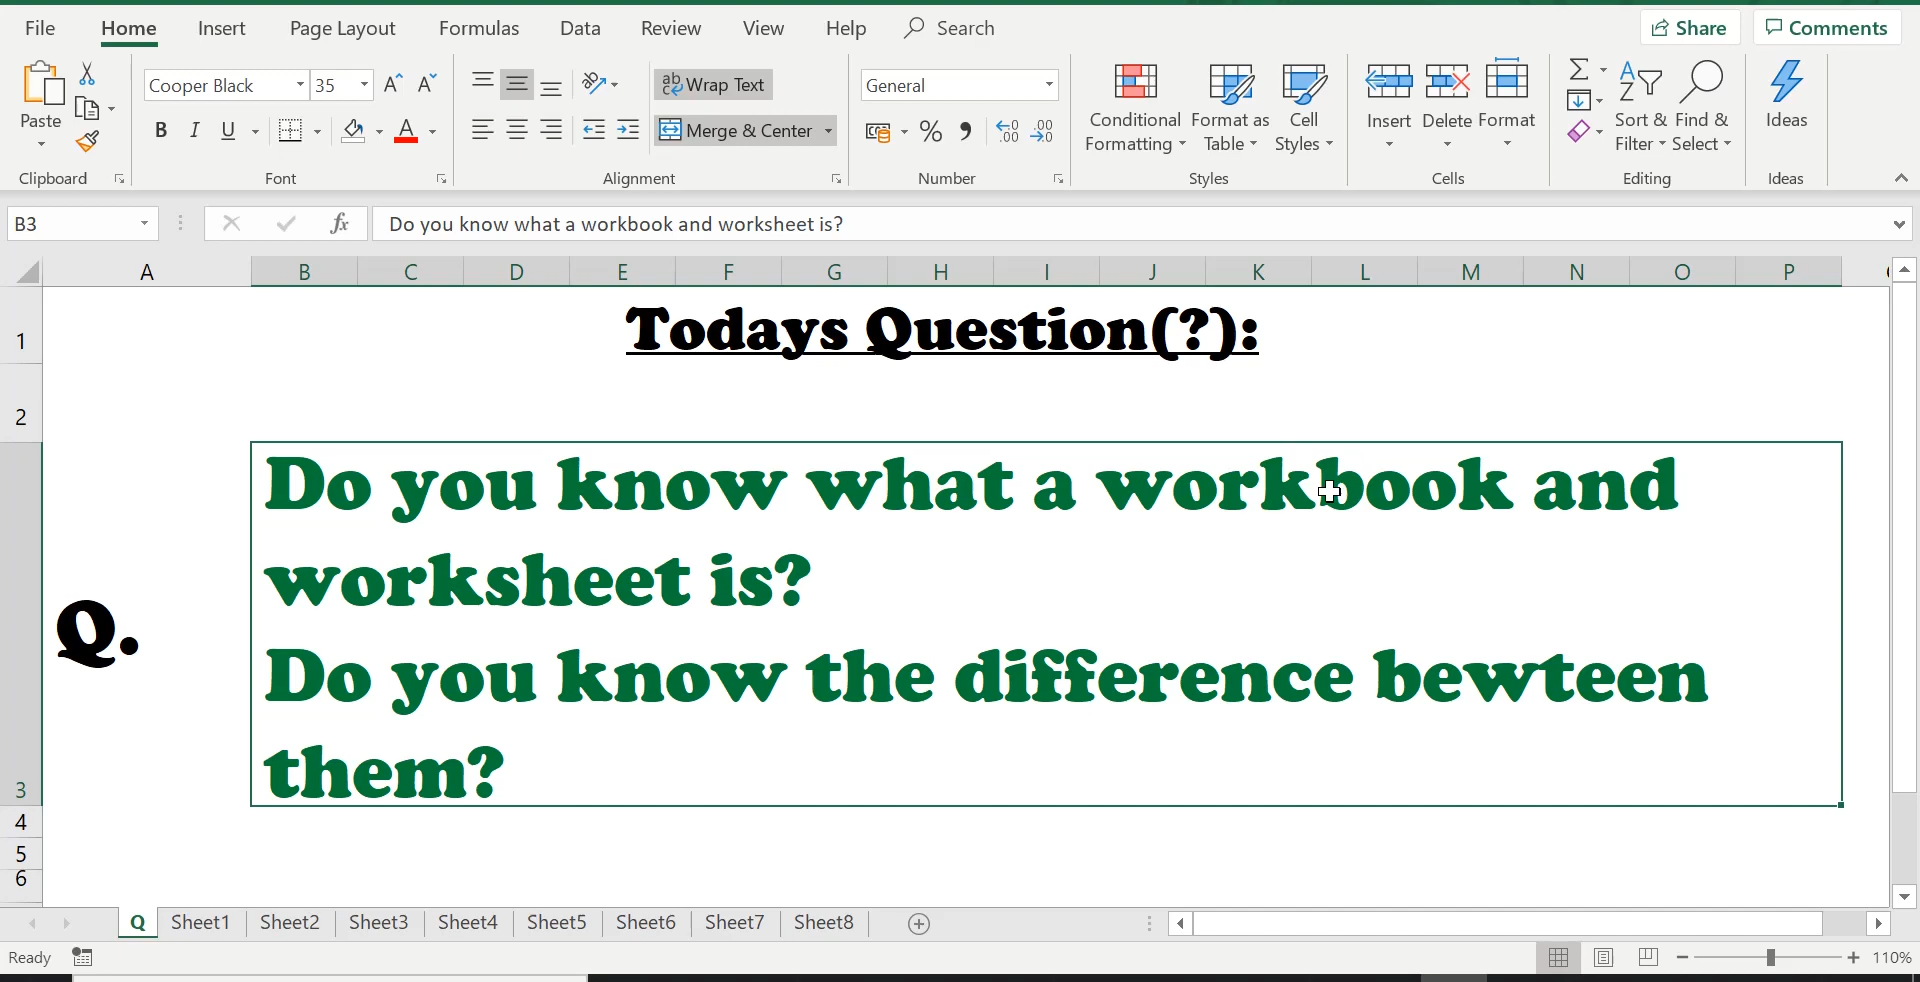 File Home Insert Page Layout Formulas Data Review View Help Search Share Comments
Paste
Clipboard
Cooper Black 35
B I U
Font
Wrap Text
Merge & Center
Alignment
General
Number
Conditional Formatting
Format as Table
Cell Styles
Styles
Insert Delete Format
Cells
Sort & Filter
Find & Select
Editing
Ideas
Ideas
B3 fx Do you know what a workbook and worksheet is?
A B C D E F G H I J K L M N O P
1
Todays Question(?):
2
Do you know what a workbook and
worksheet is?
Q.
Do you know the difference bewteen
them?
3
4
5
6
Q Sheet1 Sheet2 Sheet3 Sheet4 Sheet5 Sheet6 Sheet7 Sheet8
Ready 110%